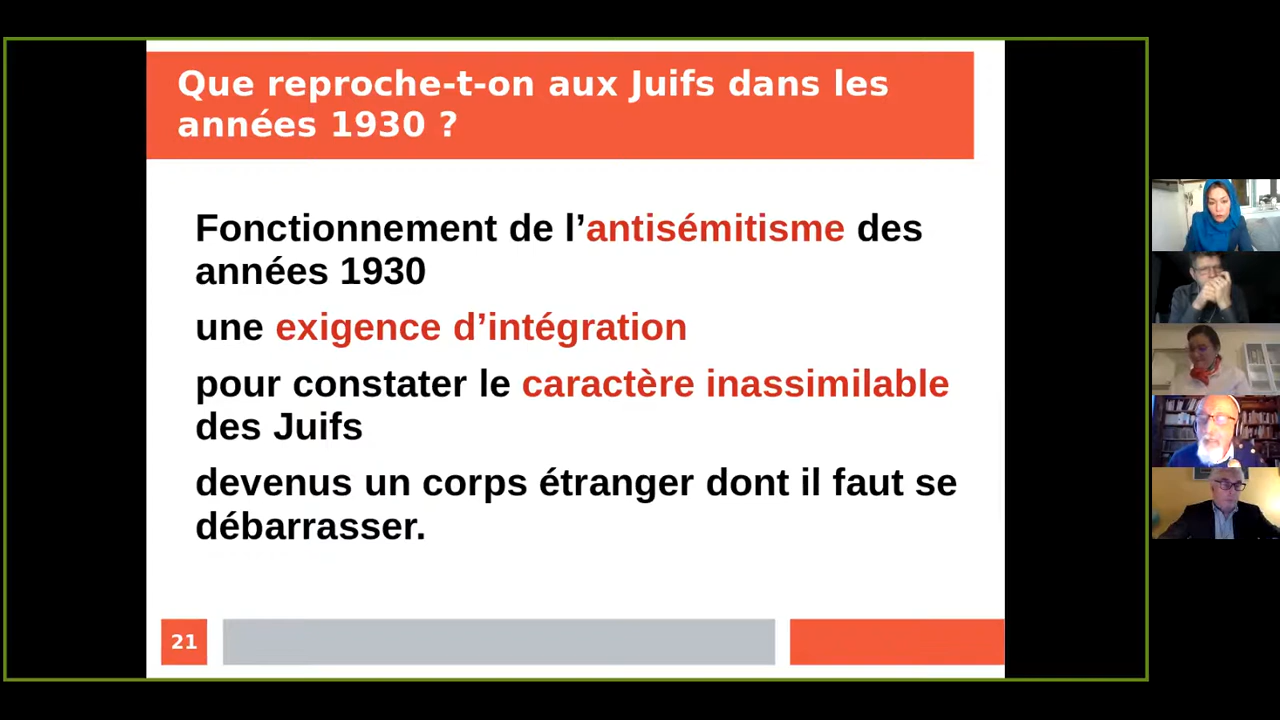 Que reproche-t-on aux Juifs dans les
années 1930 ?
Fonctionnement de l’antisémitisme des
années 1930
une exigence d’intégration
pour constater le caractère inassimilable
des Juifs
devenus un corps étranger dont il faut se
débarrasser.
21